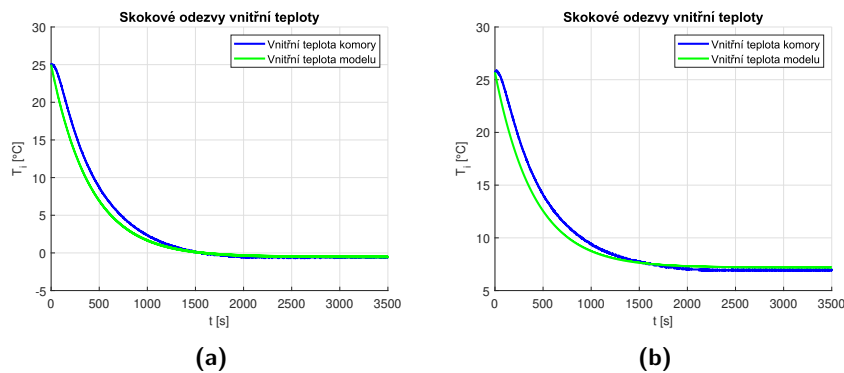 Skokové odezvy vnitřní teploty
Vnitřní teplota komory
Vnitřní teplota modelu
30
25
20
15
10
5
0
-5
T_i [°C]
0 500 1000 1500 2000 2500 3000 3500
t [s]
(a)
Skokové odezvy vnitřní teploty
Vnitřní teplota komory
Vnitřní teplota modelu
30
25
20
15
10
5
T_i [°C]
0 500 1000 1500 2000 2500 3000 3500
t [s]
(b)